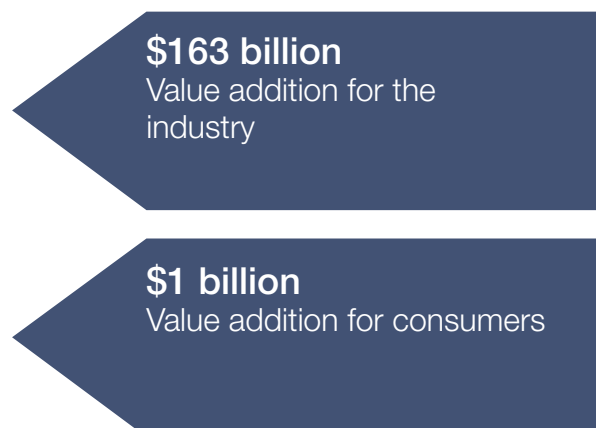 $163 billion
Value addition for the
industry
$1 billion
Value addition for consumers